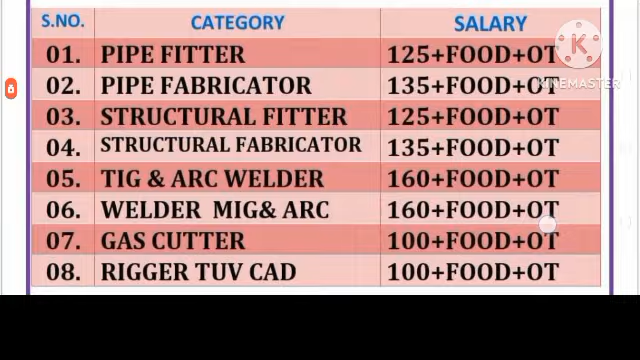 S.NO. CATEGORY SALARY
01. PIPE FITTER 125+FOOD+OT
02. PIPE FABRICATOR 135+FOOD+OT
03. STRUCTURAL FITTER 125+FOOD+OT
04. STRUCTURAL FABRICATOR 135+FOOD+OT
05. TIG & ARC WELDER 160+FOOD+OT
06. WELDER MIG& ARC 160+FOOD+OT
07. GAS CUTTER 100+FOOD+OT
08. RIGGER TUV CAD 100+FOOD+OT
K
KINEMASTER